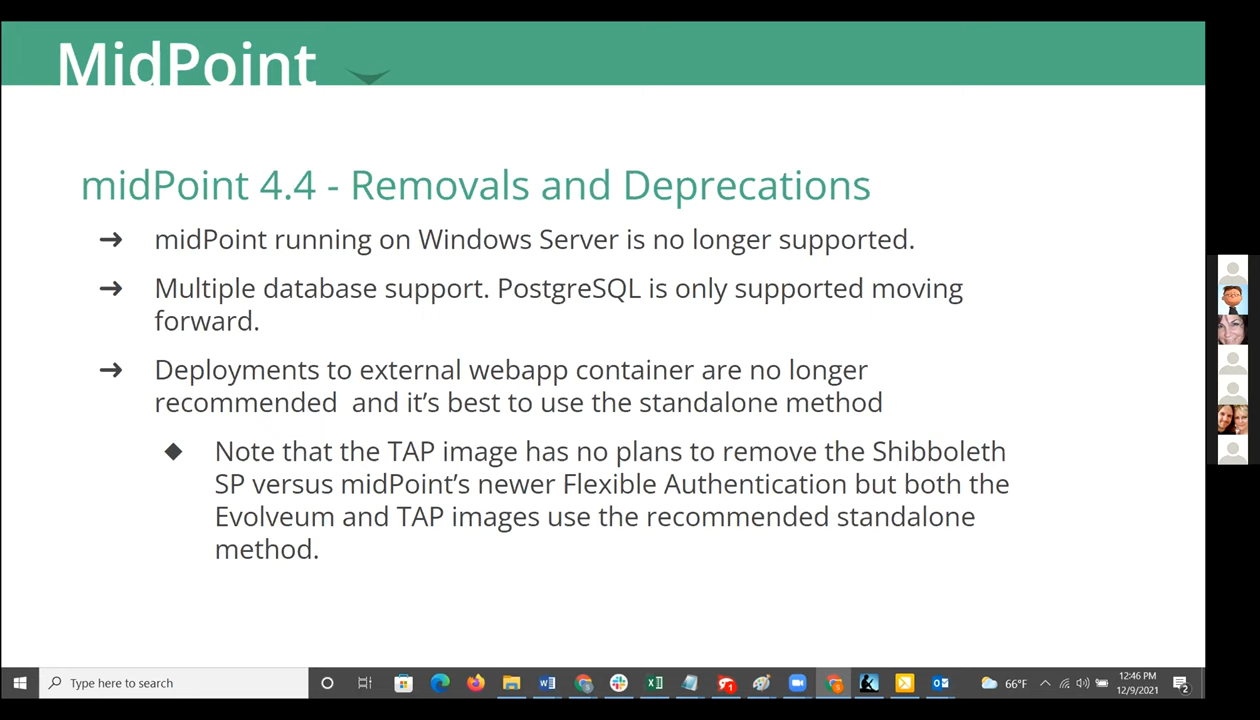 MidPoint
midPoint 4.4 - Removals and Deprecations
➔ midPoint running on Windows Server is no longer supported.
➔ Multiple database support. PostgreSQL is only supported moving
forward.
➔ Deployments to external webapp container are no longer
recommended  and it's best to use the standalone method
◆ Note that the TAP image has no plans to remove the Shibboleth
SP versus midPoint's newer Flexible Authentication but both the
Evolveum and TAP images use the recommended standalone
method.
Type here to search
66°F
12:46 PM
12/9/2021
2